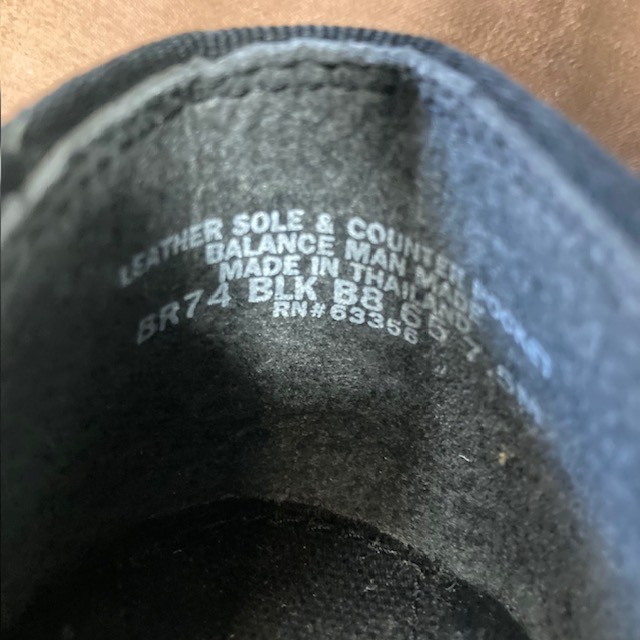 LEATHER SOLE & COUNTER
BALANCE MAN MADE
MADE IN THAILAND
BR74 BLK B8
RN#63356